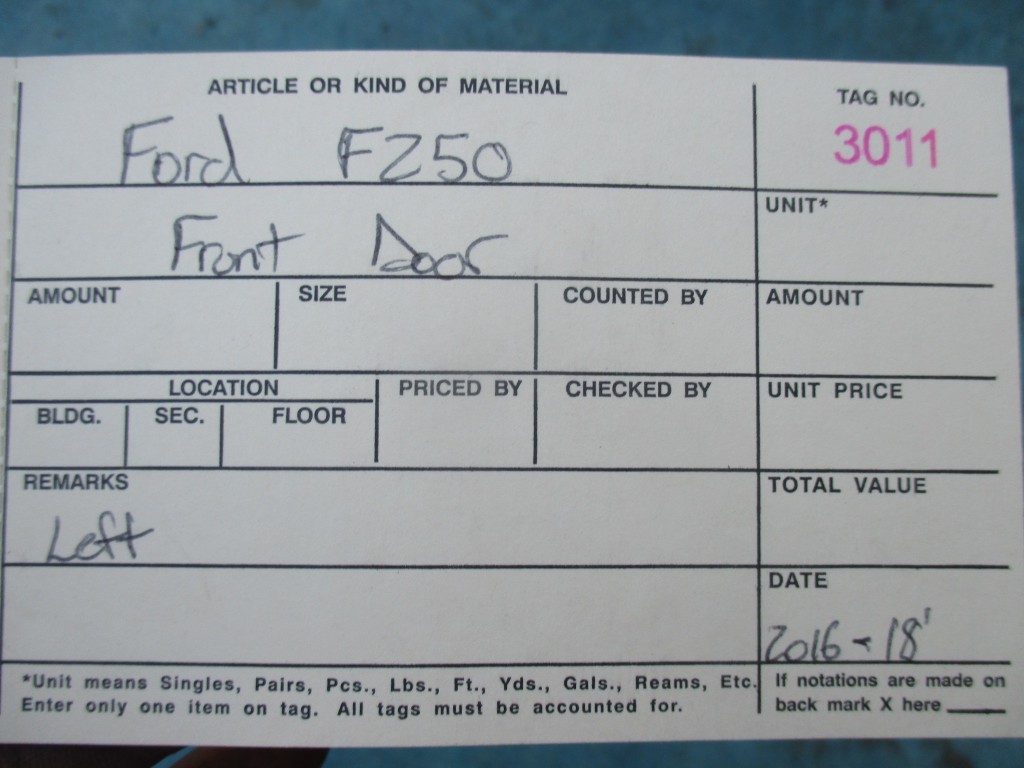 ARTICLE OR KIND OF MATERIAL
TAG NO.
Ford F250
3011
Front Door
UNIT*
AMOUNT
SIZE
COUNTED BY
AMOUNT
LOCATION
PRICED BY
CHECKED BY
UNIT PRICE
BLDG.
SEC.
FLOOR
REMARKS
TOTAL VALUE
Left
DATE
2016 - 18'
*Unit means Singles, Pairs, Pcs., Lbs., Ft., Yds., Gals., Reams, Etc.
Enter only one item on tag. All tags must be accounted for.
If notations are made on
back mark X here